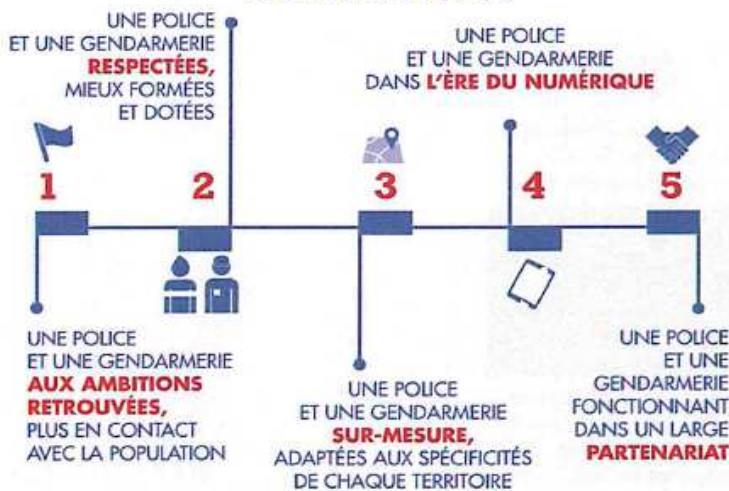 1
UNE POLICE
ET UNE GENDARMERIE
AUX AMBITIONS
RETROUVÉES,
PLUS EN CONTACT
AVEC LA POPULATION
2
UNE POLICE
ET UNE GENDARMERIE
RESPECTÉES,
MIEUX FORMÉES
ET DOTÉES
3
UNE POLICE
ET UNE GENDARMERIE
SUR-MESURE,
ADAPTÉES AUX SPÉCIFICITÉS
DE CHAQUE TERRITOIRE
4
UNE POLICE
ET UNE GENDARMERIE
DANS L'ÈRE DU NUMÉRIQUE
5
UNE POLICE
ET UNE
GENDARMERIE
FONCTIONNANT
DANS UN LARGE
PARTENARIAT